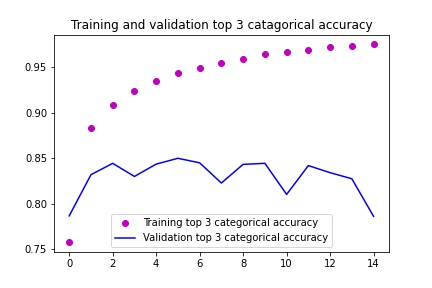 Training and validation top 3 catagorical accuracy
0.95
0.90
0.85
0.80
0.75
Training top 3 categorical accuracy
Validation top 3 categorical accuracy
0 2 4 6 8 10 12 14